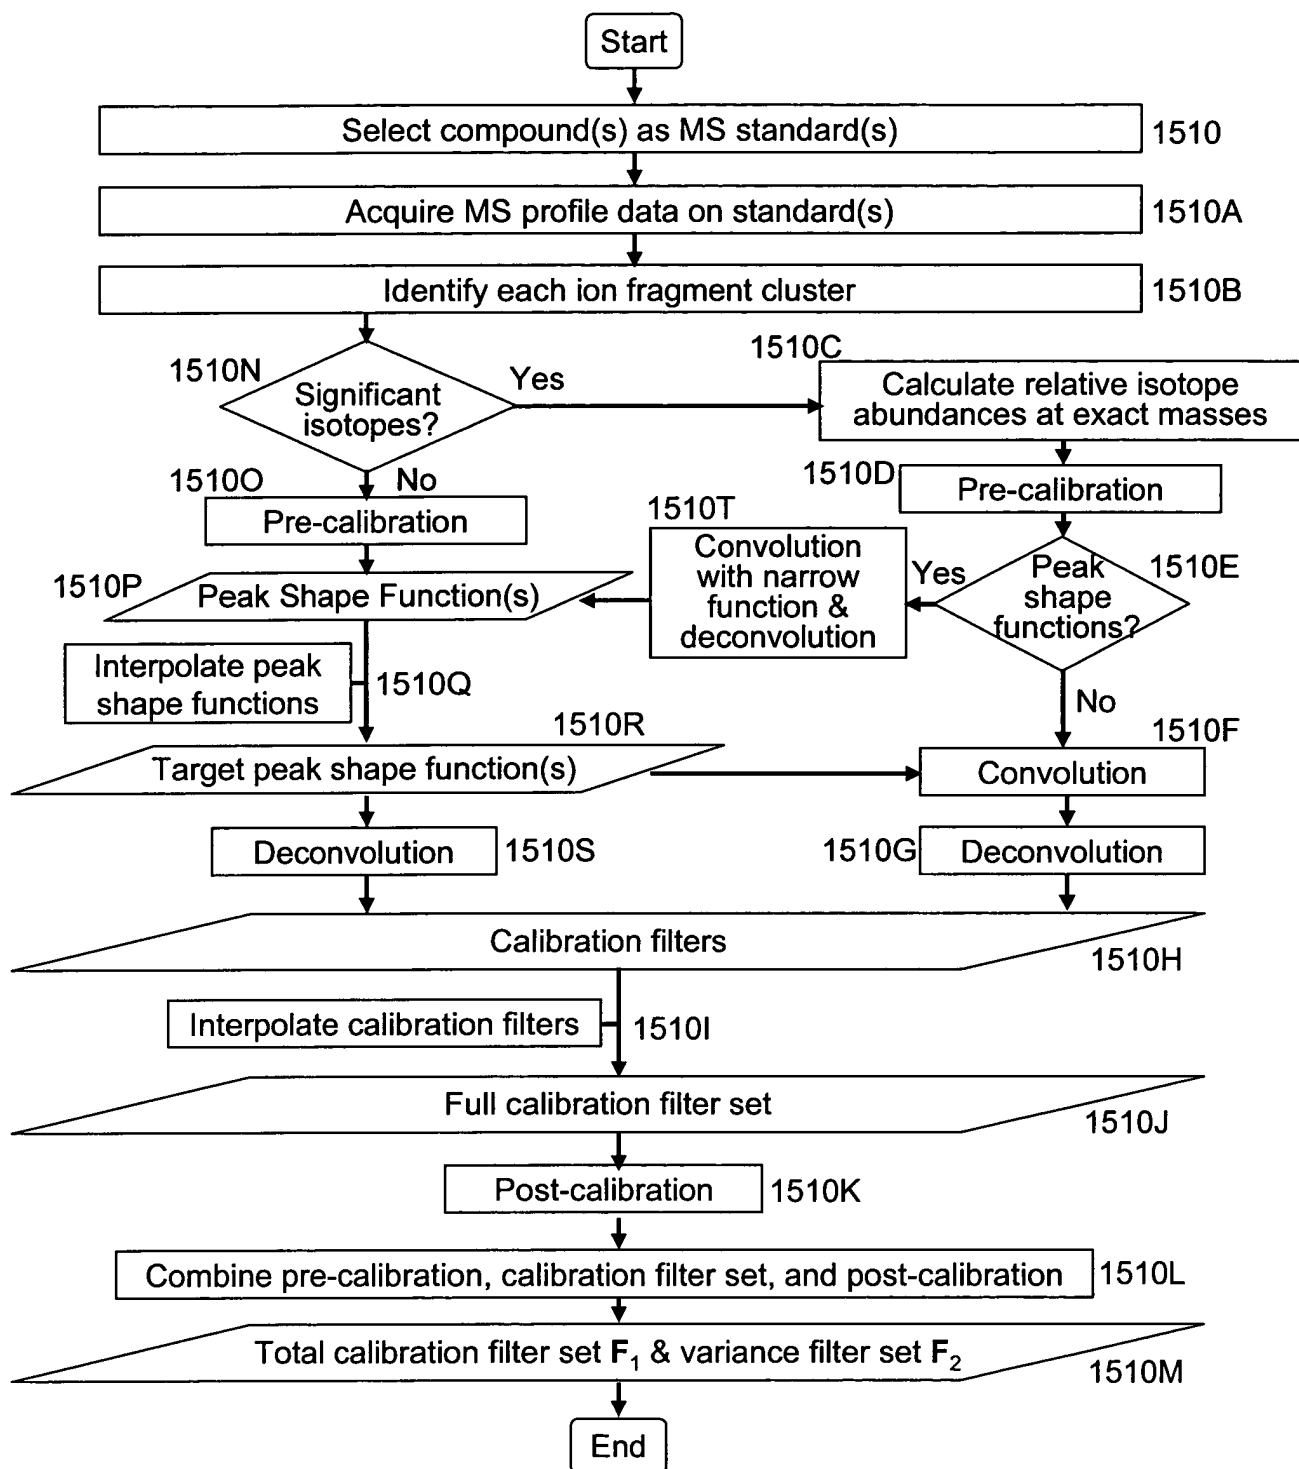 Start
Select compound(s) as MS standard(s)
1510
Acquire MS profile data on standard(s)
1510A
Identify each ion fragment cluster
1510B
1510N
Significant
isotopes?
Yes
1510C
Calculate relative isotope
abundances at exact masses
1510O
No
Pre-calibration
1510D
Pre-calibration
1510T
Convolution
with narrow
function &
deconvolution
Yes
Peak
shape
functions?
1510E
1510P
Peak Shape Function(s)
Interpolate peak
shape functions
1510Q
No
1510R
Target peak shape function(s)
1510F
Convolution
Deconvolution
1510S
1510G
Deconvolution
Calibration filters
1510H
Interpolate calibration filters
1510I
Full calibration filter set
1510J
Post-calibration
1510K
Combine pre-calibration, calibration filter set, and post-calibration
1510L
Total calibration filter set F₁ & variance filter set F₂
1510M
End